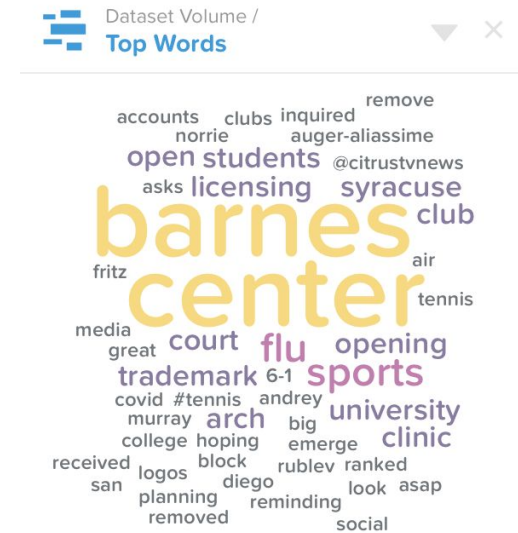 Dataset Volume /
Top Words
remove
accounts clubs inquired
norrie auger-aliassime
open students @citrustvnews
asks licensing syracuse
barnes club
air
fritz center tennis
media
great court flu opening
trademark 6-1 sports
covid #tennis andrey university
murray arch big
college hoping emerge clinic
received logos block rublev ranked
san diego look asap
planning reminding
removed social